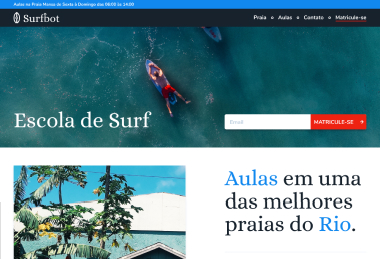 Aulas na Praia Mansa de Sexta à Domingo das 08:00 às 14:00
Surfbot
Praia
Aulas
Contato
Matricule-se
Escola de Surf
Email
MATRICULE-SE
Aulas em uma
das melhores
praias do Rio.